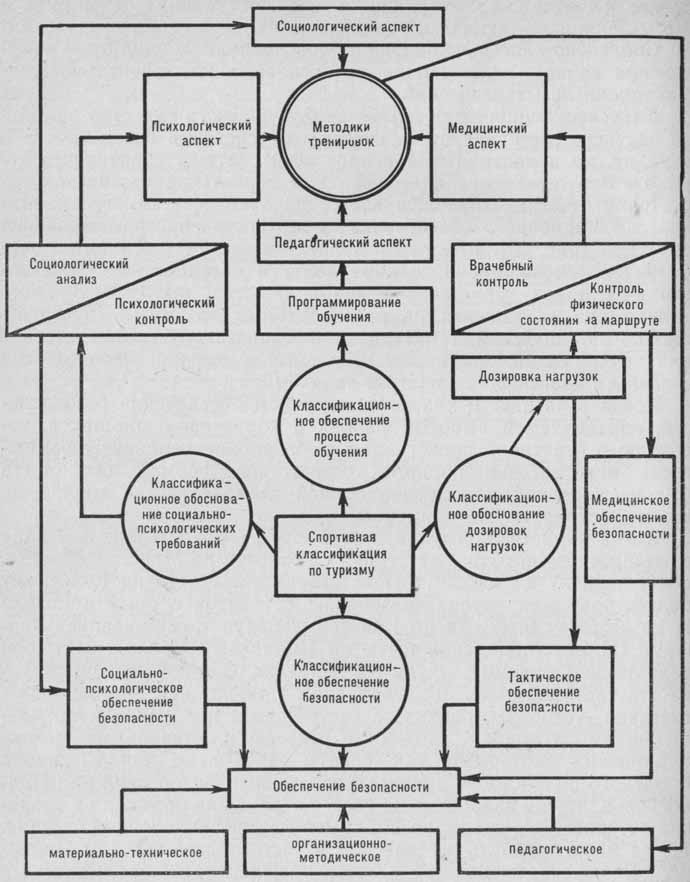 Социологический аспект
Психологический
аспект
Методики
тренировок
Медицинский
аспект
Педагогический аспект
Социологический
анализ
Психологический
контроль
Программирование
обучения
Врачебный
контроль
Контроль
физического
состояния на маршруте
Дозировка нагрузок
Классификацион-
ное обеспечение
процесса
обучения
Классифика-
ционное обоснова-
ние социально-
психологических
требований
Спортивная
классификация
по туризму
Классификацион-
ное обоснование
дозировок
нагрузок
Медицинское
обеспечение
безопасности
Социально-
психологическое
обеспечение
безопасности
Классификацион-
ное обеспечение
безопасности
Тактическое
обеспечение
безопасности
Обеспечение безопасности
материально-техническое
организационно-
методическое
педагогическое